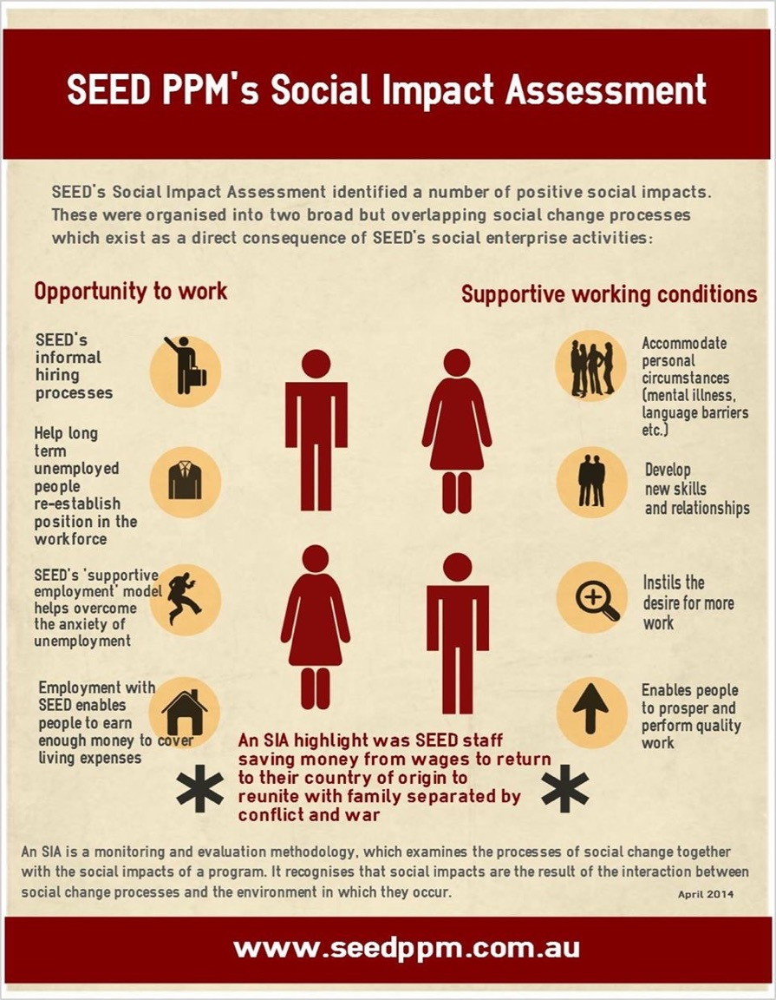 SEED PPM's Social Impact Assessment
SEED's Social Impact Assessment identified a number of positive social impacts.
These were organised into two broad but overlapping social change processes
which exist as a direct consequence of SEED's social enterprise activities:
Opportunity to work
SEED's
informal
hiring
processes
Help long
term
unemployed
people
re-establish
position in the
workforce
SEED's 'supportive
employment' model
helps overcome
the anxiety of
unemployment
Employment with
SEED enables
people to earn
enough money to cover
living expenses
Supportive working conditions
Accommodate
personal
circumstances
(mental illness,
language barriers
etc.)
Develop
new skills
and relationships
Instils the
desire for more
work
Enables people
to prosper and
perform quality
work
An SIA highlight was SEED staff
saving money from wages to return
to their country of origin to
reunite with family separated by
conflict and war
An SIA is a monitoring and evaluation methodology, which examines the processes of social change together
with the social impacts of a program. It recognises that social impacts are the result of the interaction between
social change processes and the environment in which they occur.
April 2014
www.seedppm.com.au